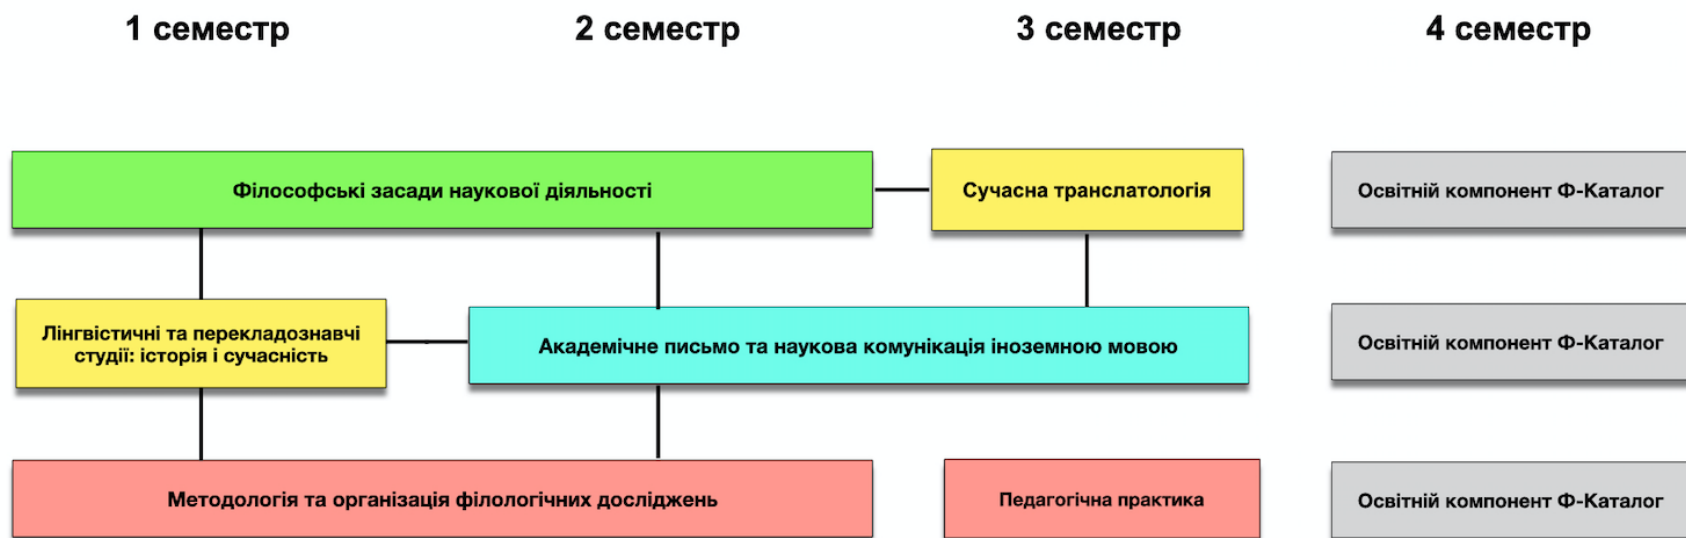 1 семестр
2 семестр
3 семестр
4 семестр
Філософські засади наукової діяльності
Сучасна транслатологія
Освітній компонент Ф-Каталог
Лінгвістичні та перекладознавчі
студії: історія і сучасність
Академічне письмо та наукова комунікація іноземною мовою
Освітній компонент Ф-Каталог
Методологія та організація філологічних досліджень
Педагогічна практика
Освітній компонент Ф-Каталог